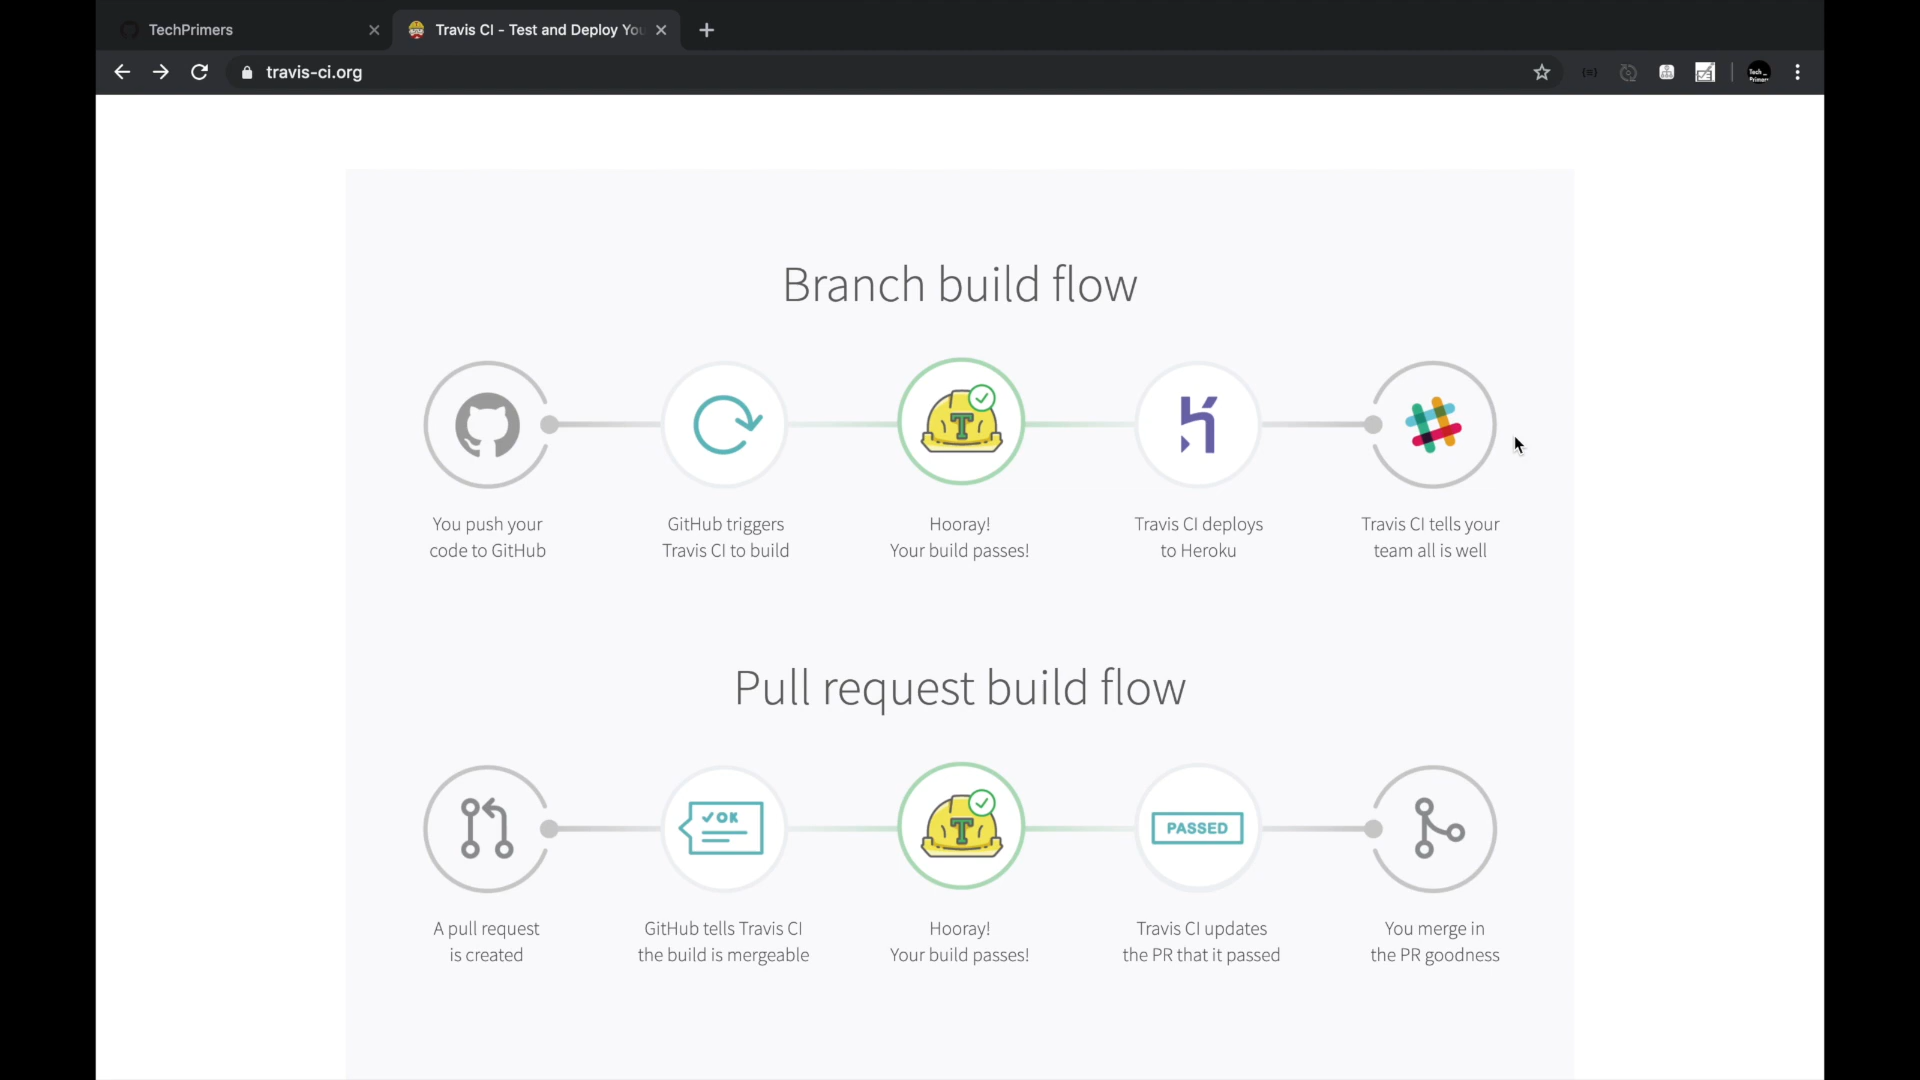 TechPrimers
Travis CI - Test and Deploy You
travis-ci.org
Branch build flow
You push your
code to GitHub
GitHub triggers
Travis CI to build
T
Hooray!
Your build passes!
Travis CI deploys
to Heroku
Travis CI tells your
team all is well
Pull request build flow
A pull request
is created
✓OK
GitHub tells Travis CI
the build is mergeable
T
Hooray!
Your build passes!
PASSED
Travis CI updates
the PR that it passed
You merge in
the PR goodness